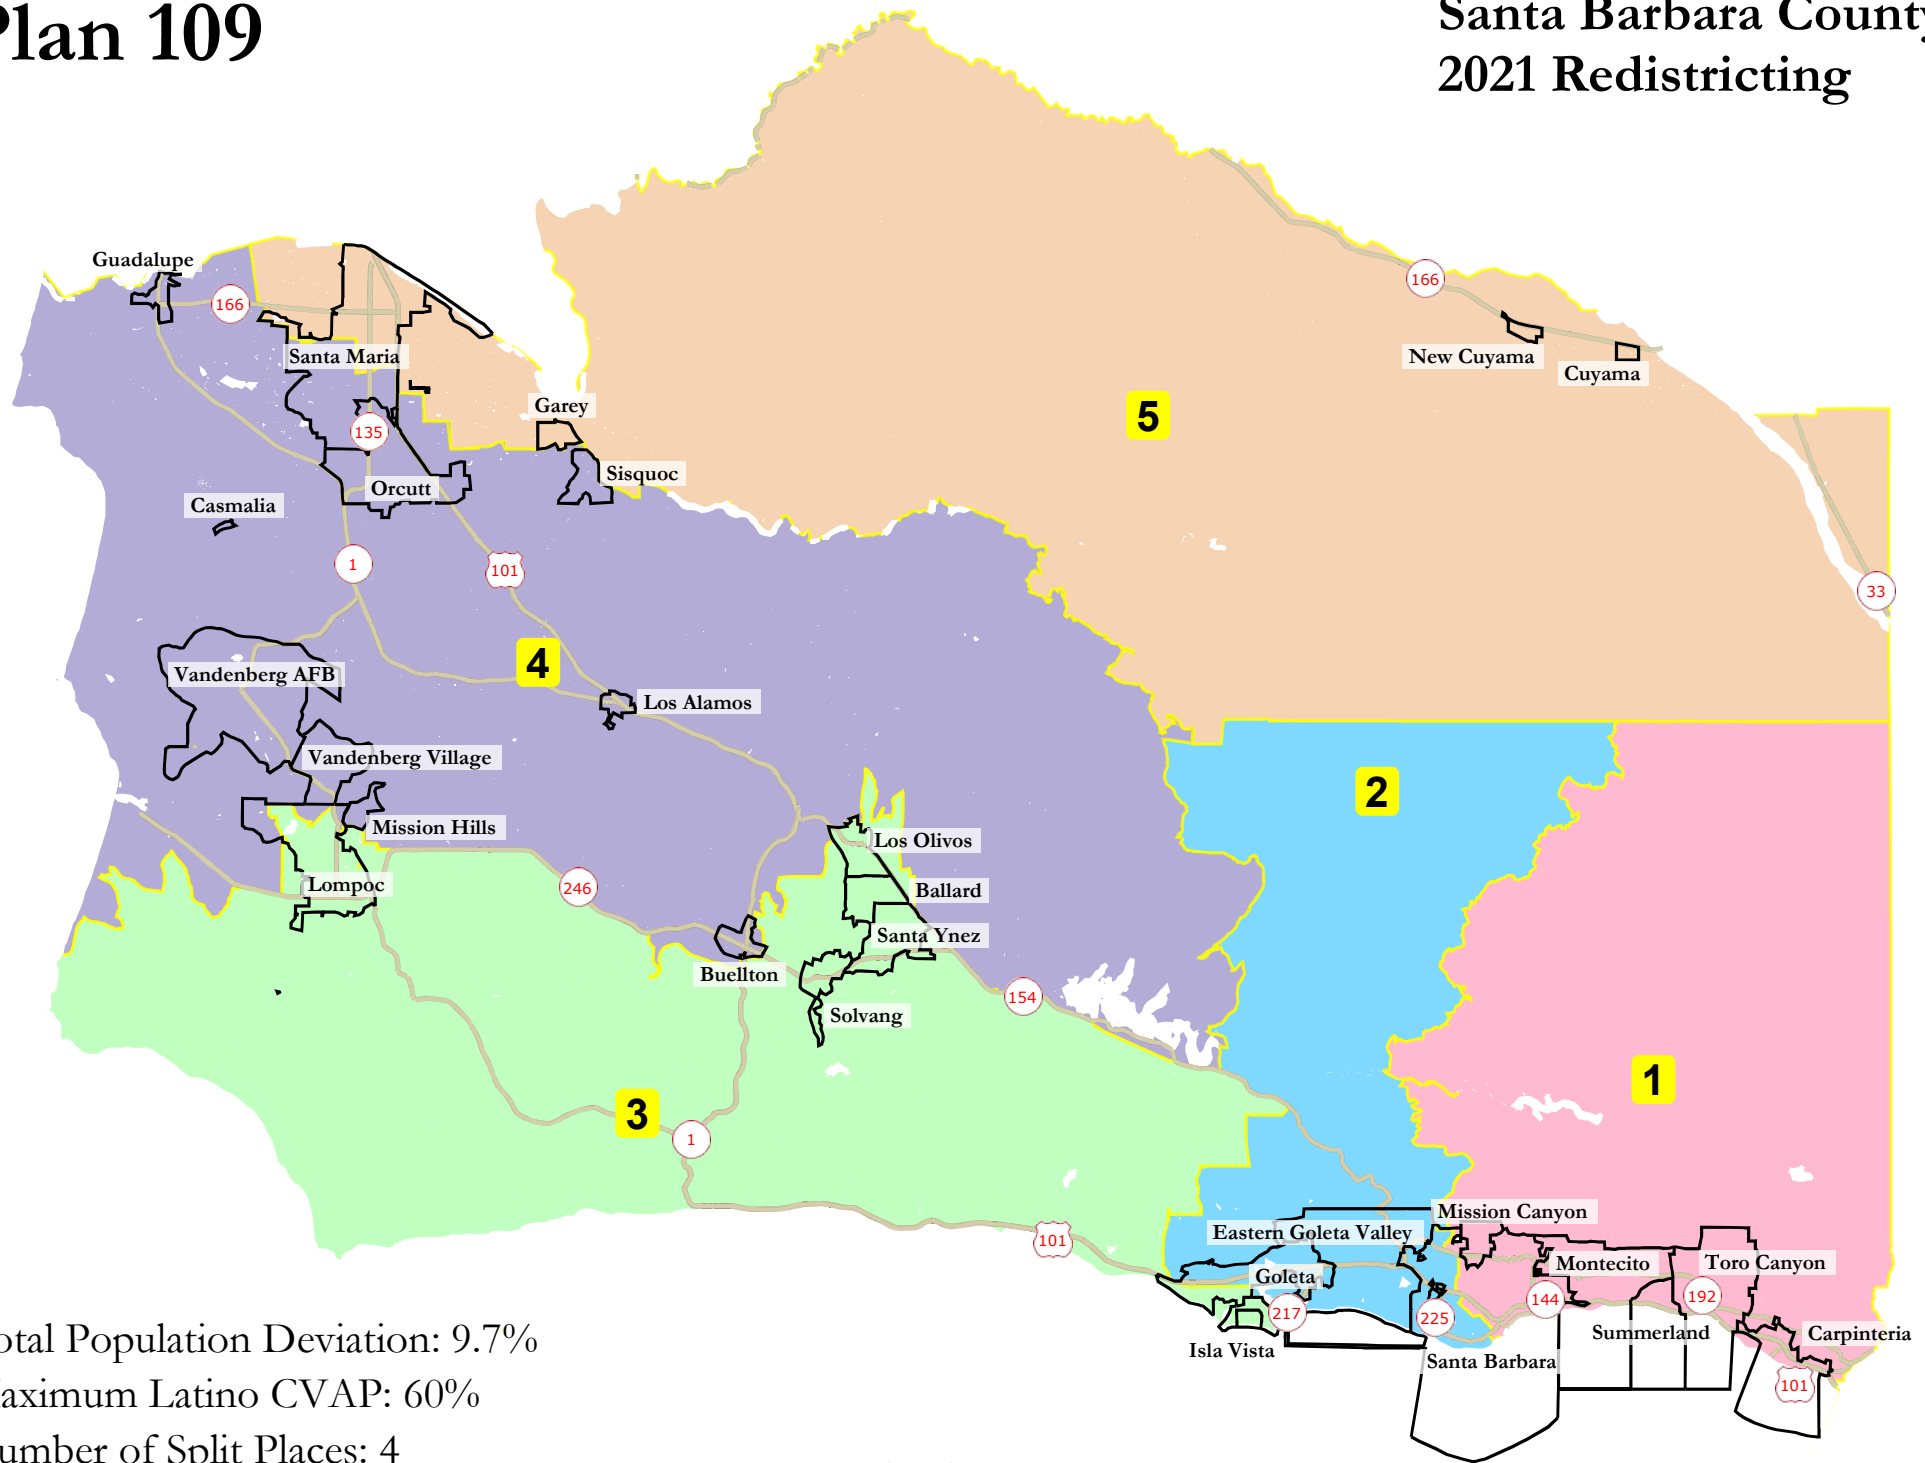 Plan 109
Santa Barbara County
2021 Redistricting
Guadalupe
166
166
Santa Maria
New Cuyama
Cuyama
Garey
5
135
Sisquoc
Orcutt
Casmalia
1
101
33
4
Vandenberg AFB
Los Alamos
Vandenberg Village
2
Mission Hills
Los Olivos
Lompoc
246
Ballard
Santa Ynez
Buellton
154
Solvang
1
3
1
Mission Canyon
Eastern Goleta Valley
101
Montecito
Toro Canyon
Goleta
217
225
144
192
Summerland
Carpinteria
Isla Vista
Santa Barbara
101
otal Population Deviation: 9.7%
aximum Latino CVAP: 60%
umber of Split Places: 4